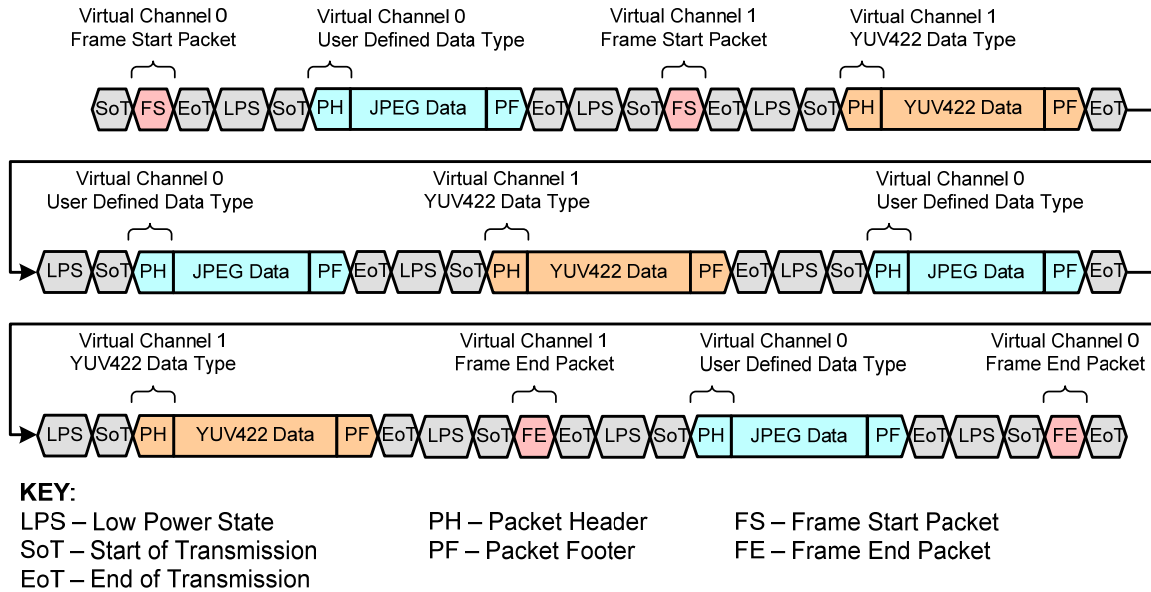 Virtual Channel 0
Frame Start Packet
Virtual Channel 0
User Defined Data Type
Virtual Channel 1
Frame Start Packet
Virtual Channel 1
YUV422 Data Type
SoT FS EoT LPS SoT PH JPEG Data PF EoT LPS SoT FS EoT LPS SoT PH YUV422 Data PF EoT
Virtual Channel 0
User Defined Data Type
Virtual Channel 1
YUV422 Data Type
Virtual Channel 0
User Defined Data Type
LPS SoT PH JPEG Data PF EoT LPS SoT PH YUV422 Data PF EoT LPS SoT PH JPEG Data PF EoT
Virtual Channel 1
YUV422 Data Type
Virtual Channel 1
Frame End Packet
Virtual Channel 0
User Defined Data Type
Virtual Channel 0
Frame End Packet
LPS SoT PH YUV422 Data PF EoT LPS SoT FE EoT LPS SoT PH JPEG Data PF EoT LPS SoT FE EoT
KEY:
LPS – Low Power State
SoT – Start of Transmission
EoT – End of Transmission
PH – Packet Header
PF – Packet Footer
FS – Frame Start Packet
FE – Frame End Packet